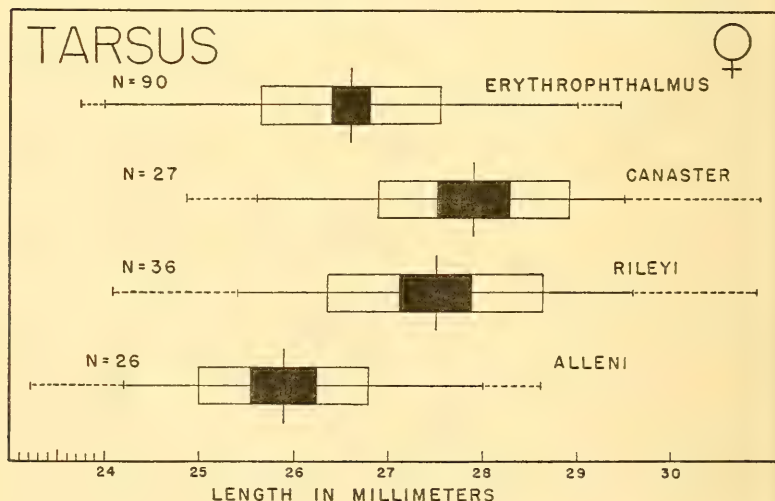 TARSUS
♀
N=90
ERYTHROPHTHALMUS
N=27
CANASTER
N=36
RILEYI
N=26
ALLENI
24 25 26 27 28 29 30
LENGTH IN MILLIMETERS